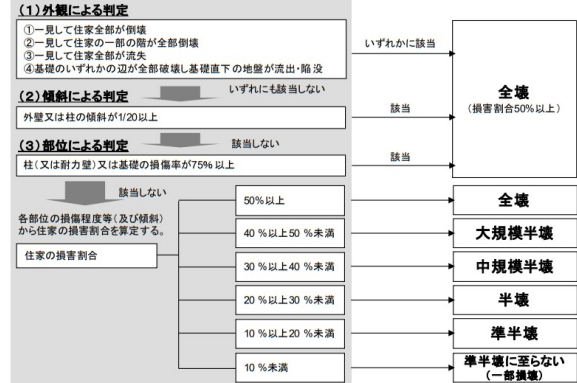 (1)外観による判定
①一見して住家全部が倒壊
②一見して住家の一部の階が全部倒壊
③一見して住家全部が流失
④基礎のいずれかの辺が全部破壊し基礎直下の地盤が流出・陥没
いずれかに該当
全壊
(損害割合50%以上)
いずれにも該当しない
(2)傾斜による判定
外壁又は柱の傾斜が1/20以上
該当
該当しない
(3)部位による判定
柱(又は耐力壁)又は基礎の損傷率が75%以上
該当
該当しない
各部位の損傷程度等(及び傾斜)
から住家の損害割合を算定する。
住家の損害割合
50%以上
全壊
40%以上50%未満
大規模半壊
30%以上40%未満
中規模半壊
20%以上30%未満
半壊
10%以上20%未満
準半壊
10%未満
準半壊に至らない
(一部損壊)